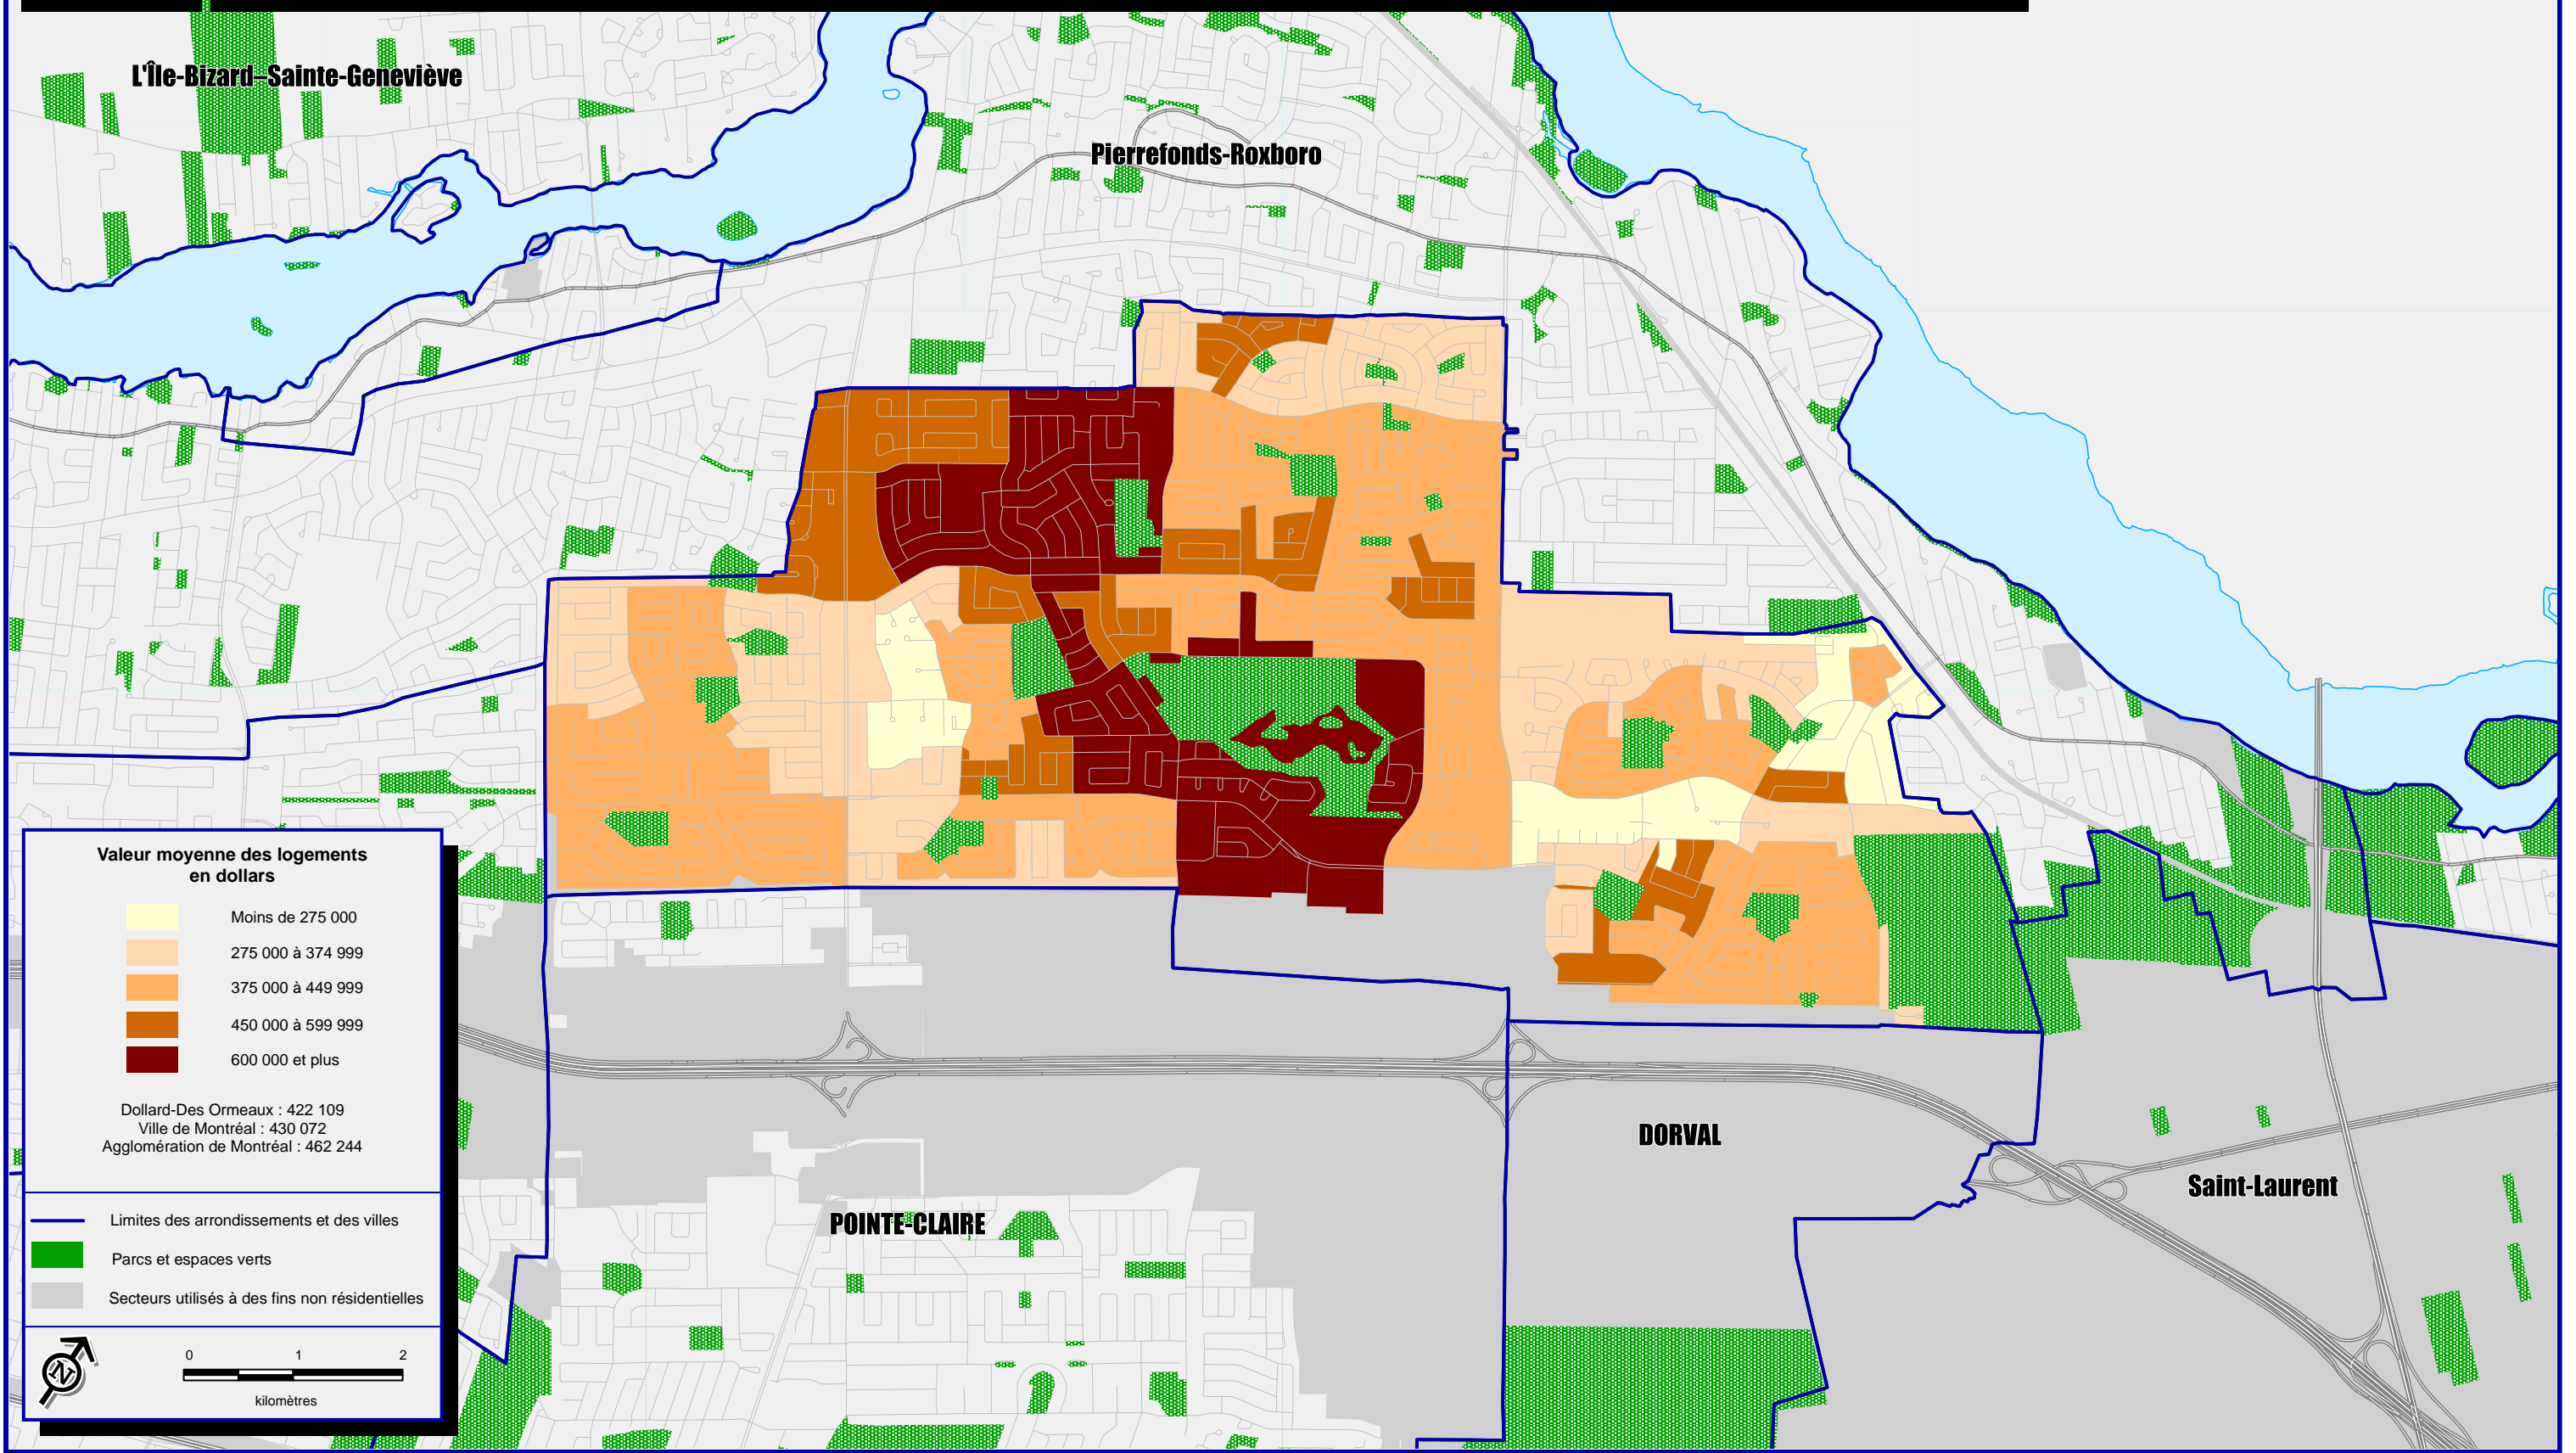 L'Île-Bizard–Sainte-Geneviève
Pierrefonds-Roxboro
Valeur moyenne des logements
en dollars
Moins de 275 000
275 000 à 374 999
375 000 à 449 999
450 000 à 599 999
600 000 et plus
Dollard-Des Ormeaux : 422 109
Ville de Montréal : 430 072
Agglomération de Montréal : 462 244
Limites des arrondissements et des villes
Parcs et espaces verts
Secteurs utilisés à des fins non résidentielles
N
0 1 2
kilomètres
DORVAL
Saint-Laurent
POINTE-CLAIRE